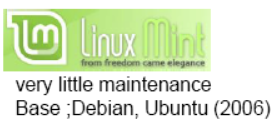 Linux Mint
from freedom came elegance
very little maintenance
Base ;Debian, Ubuntu (2006)